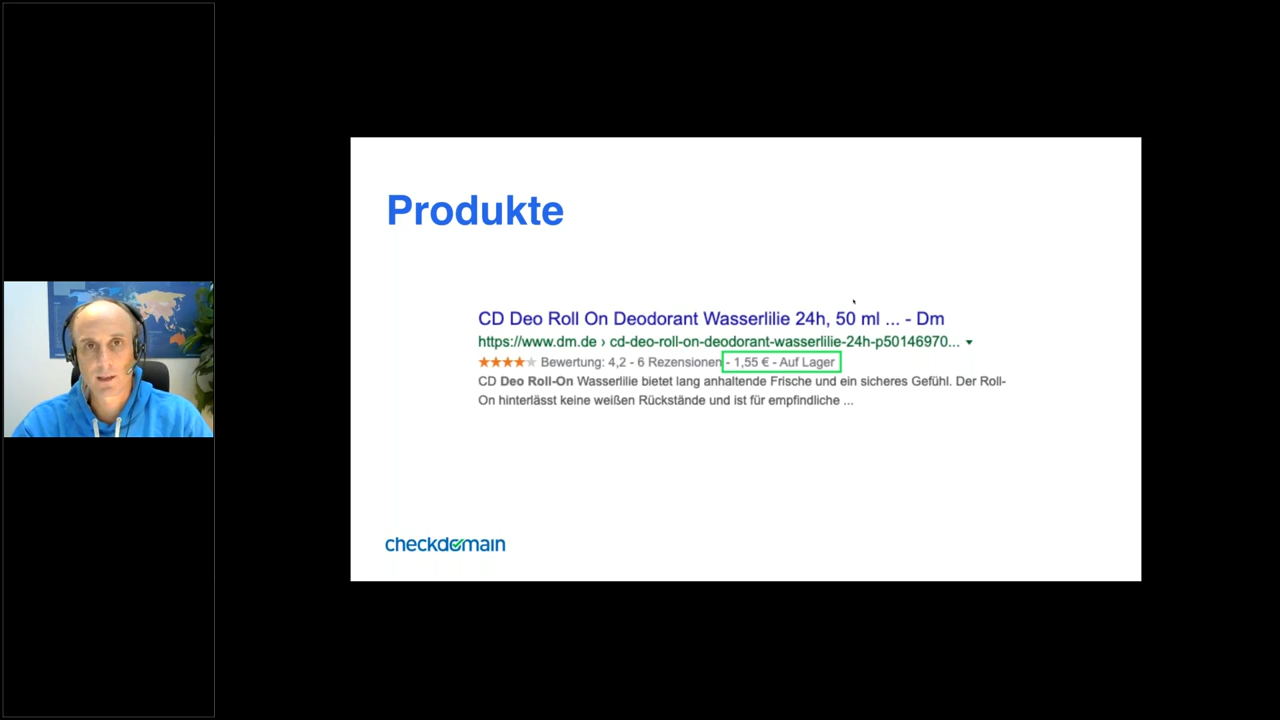 Produkte
CD Deo Roll On Deodorant Wasserlilie 24h, 50 ml ... - Dm
https://www.dm.de › cd-deo-roll-on-deodorant-wasserlilie-24h-p50146970...
Bewertung: 4,2 - 6 Rezensionen - 1,55 € - Auf Lager
CD Deo Roll-On Wasserlilie bietet lang anhaltende Frische und ein sicheres Gefühl. Der Roll-
On hinterlässt keine weißen Rückstände und ist für empfindliche ...
checkdomain